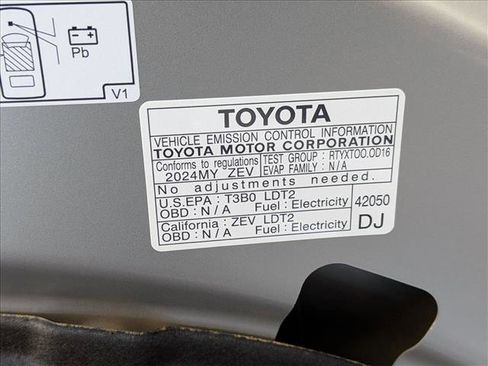 Pb
V1
TOYOTA
VEHICLE EMISSION CONTROL INFORMATION
TOYOTA MOTOR CORPORATION
Conforms to regulations
2024MY ZEV
TEST GROUP : RTYXT00.0D16
EVAP FAMILY : N/A
No adjustments needed.
U.S.EPA : T3B0 LDT2
OBD : N/A Fuel : Electricity
California : ZEV LDT2
OBD : N/A Fuel : Electricity
42050
DJ